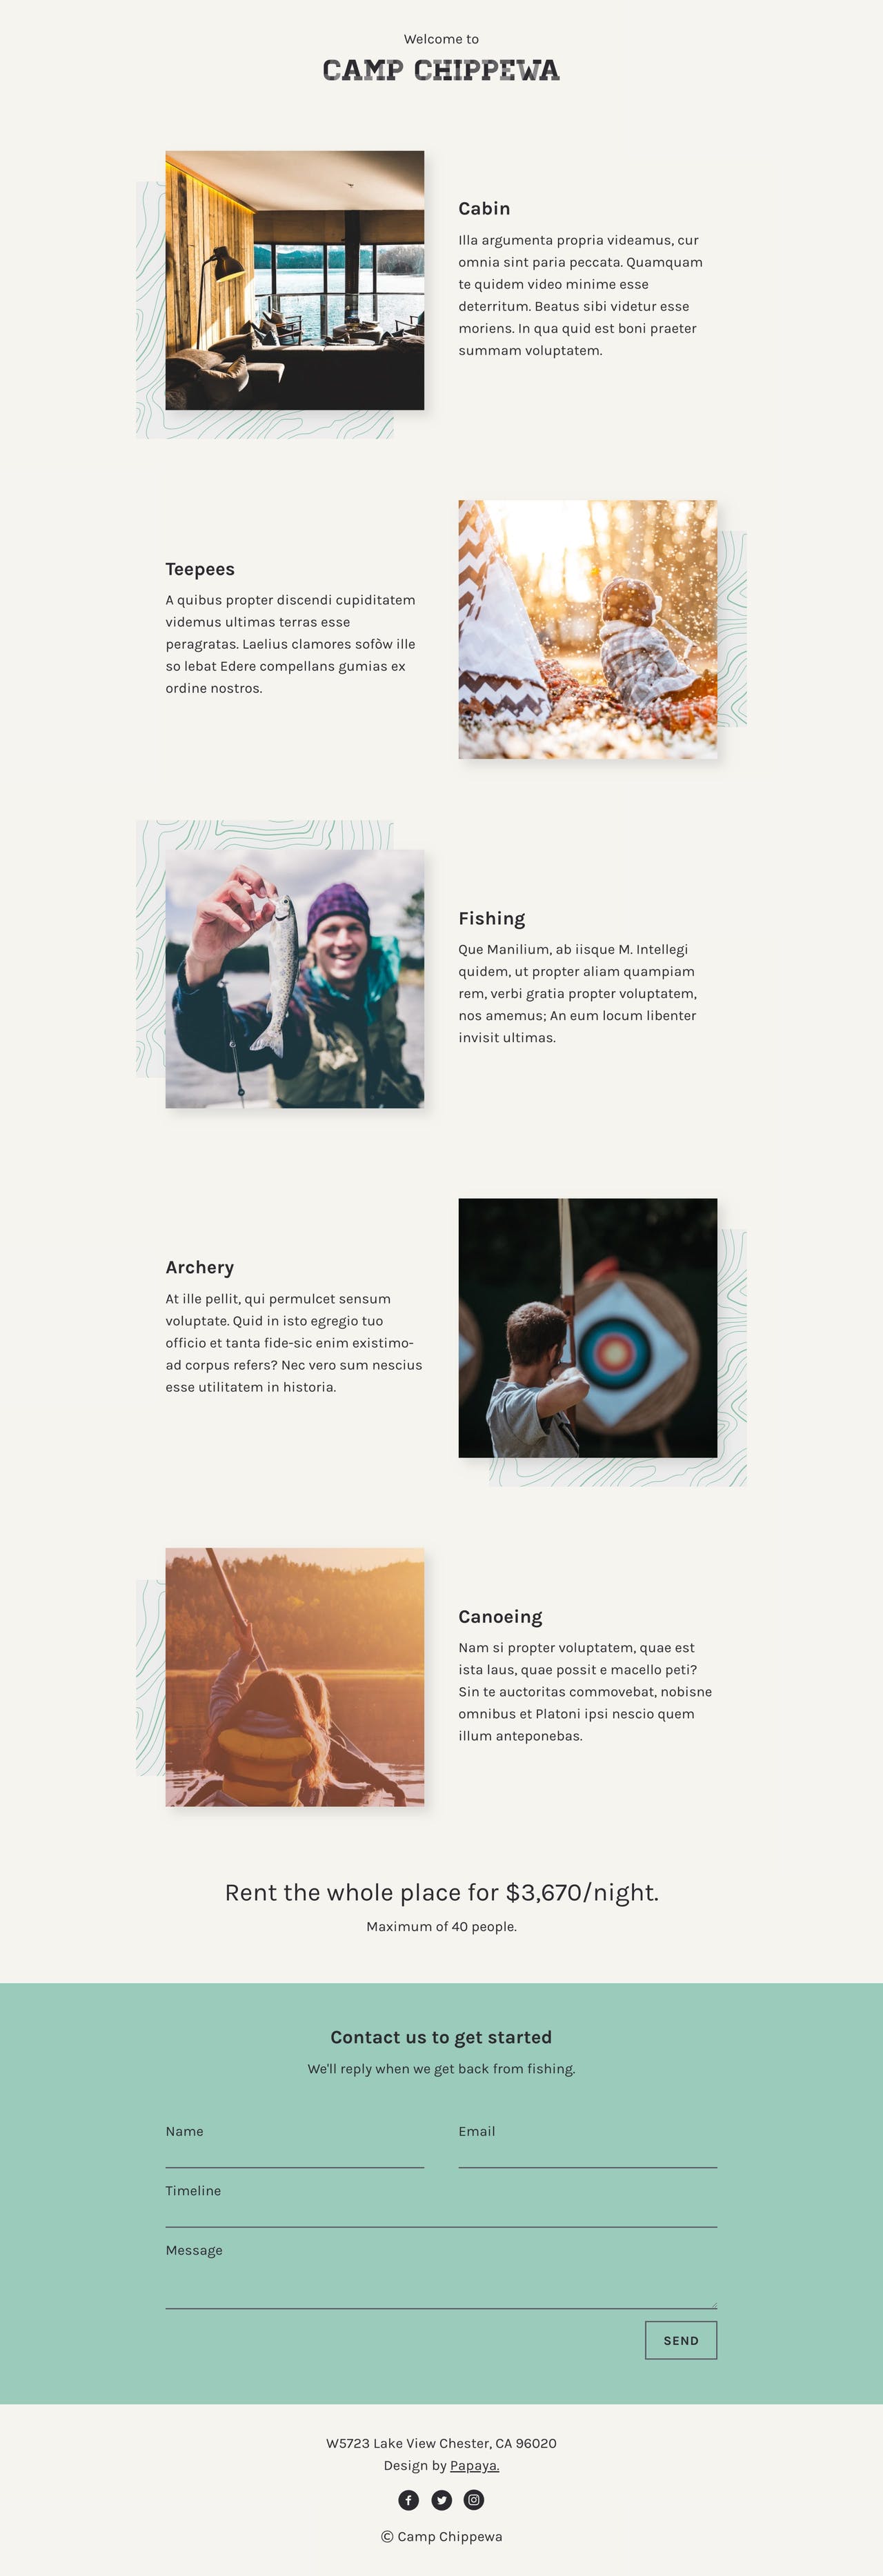 Welcome to
CAMP CHIPPEWA
Cabin
Illa argumenta propria videamus, cur
omnia sint paria peccata. Quamquam
te quidem video minime esse
deterritum. Beatus sibi videtur esse
moriens. In qua quid est boni praeter
summam voluptatem.
Teepees
A quibus propter discendi cupiditatem
videmus ultimas terras esse
peragratas. Laelius clamores sofòw ille
so lebat Edere compellans gumias ex
ordine nostros.
Fishing
Que Manilium, ab iisque M. Intellegi
quidem, ut propter aliam quampiam
rem, verbi gratia propter voluptatem,
nos amemus; An eum locum libenter
invisit ultimas.
Archery
At ille pellit, qui permulcet sensum
voluptate. Quid in isto egregio tuo
officio et tanta fide-sic enim existimo-
ad corpus refers? Nec vero sum nescius
esse utilitatem in historia.
Canoeing
Nam si propter voluptatem, quae est
ista laus, quae possit e macello peti?
Sin te auctoritas commovebat, nobisne
omnibus et Platoni ipsi nescio quem
illum anteponebas.
Rent the whole place for $3,670/night.
Maximum of 40 people.
Contact us to get started
We'll reply when we get back from fishing.
Name
Email
Timeline
Message
SEND
W5723 Lake View Chester, CA 96020
Design by Papaya.
© Camp Chippewa